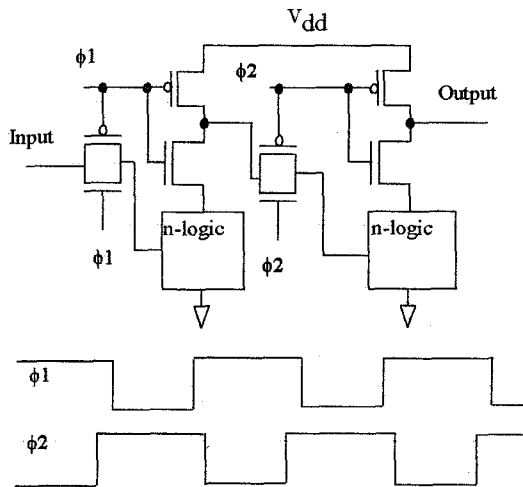 Vdd
ϕ1
ϕ2
Output
Input
n-logic
n-logic
ϕ1
ϕ2
ϕ1
ϕ2